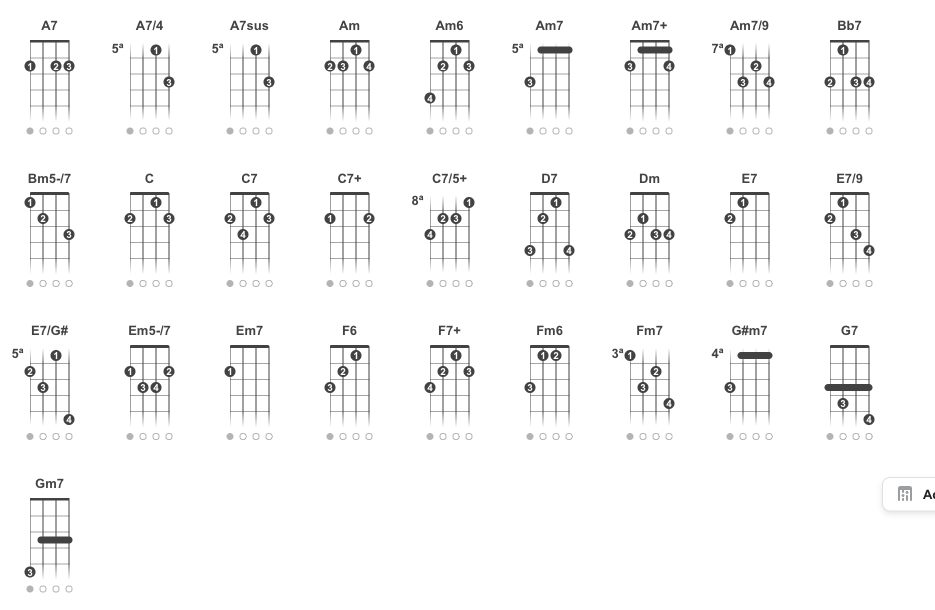 A7 A7/4 A7sus Am Am6 Am7 Am7+ Am7/9 Bb7
5ª 5ª 5ª 7ª
1 2 3 1 3 1 3 1 2 3 4 1 2 3 4 3 3 4 1 2 3 4 1 2 3 4
Bm5-/7 C C7 C7+ C7/5+ D7 Dm E7 E7/9
8ª
1 2 3 1 2 3 1 2 3 4 1 2 1 2 3 4 1 2 3 4 1 2 3 4 1 2 1 2 3 4
E7/G# Em5-/7 Em7 F6 F7+ Fm6 Fm7 G#m7 G7
5ª 3ª 4ª
1 2 3 4 1 2 3 4 1 1 2 3 1 2 3 4 1 2 3 1 2 3 4 3 3 4
Gm7
3